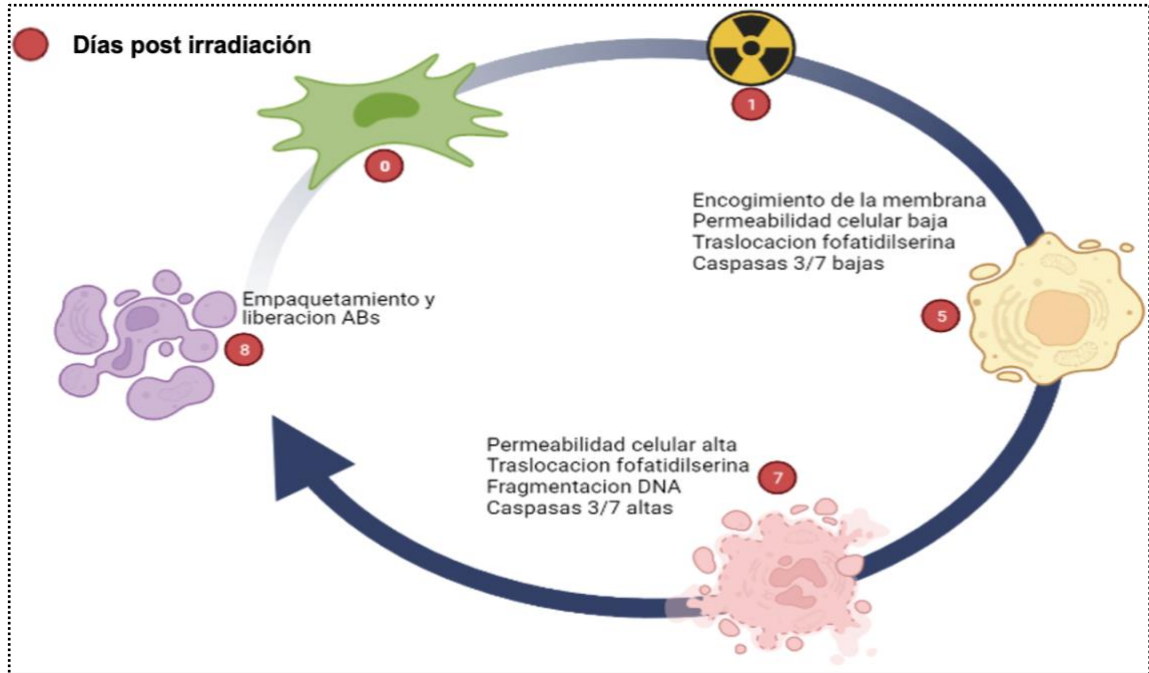 Días post irradiación
0
1
Encogimiento de la membrana
Permeabilidad celular baja
Traslocacion fofatidilserina
Caspasas 3/7 bajas
5
Permeabilidad celular alta
Traslocacion fofatidilserina
Fragmentacion DNA
Caspasas 3/7 altas
7
Empaquetamiento y
liberacion ABs
8